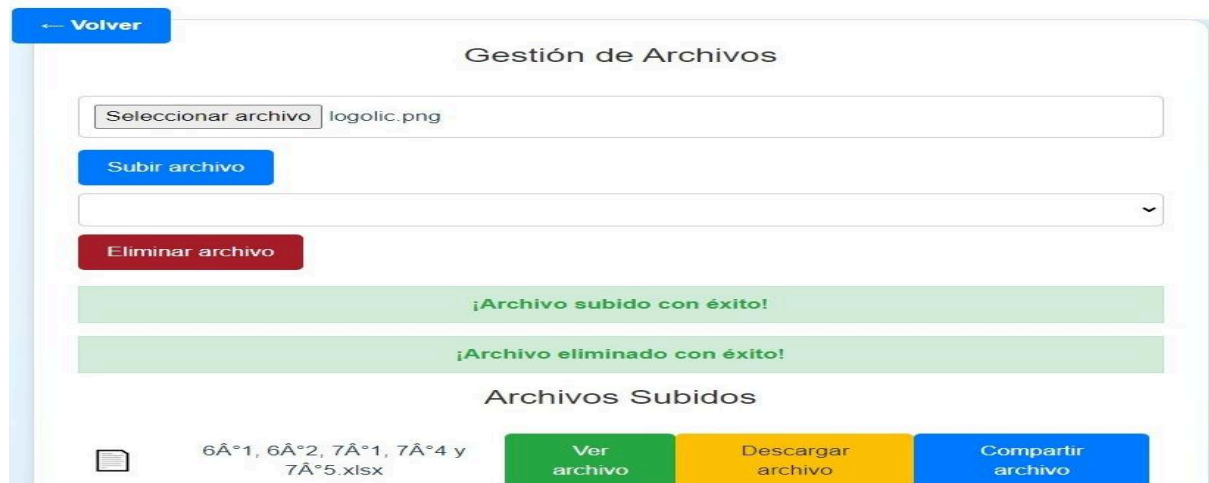 ← Volver
Gestión de Archivos
Seleccionar archivo logolic.png
Subir archivo
Eliminar archivo
¡Archivo subido con éxito!
¡Archivo eliminado con éxito!
Archivos Subidos
6Â°1, 6Â°2, 7Â°1, 7Â°4 y
7Â°5.xlsx
Ver
archivo
Descargar
archivo
Compartir
archivo